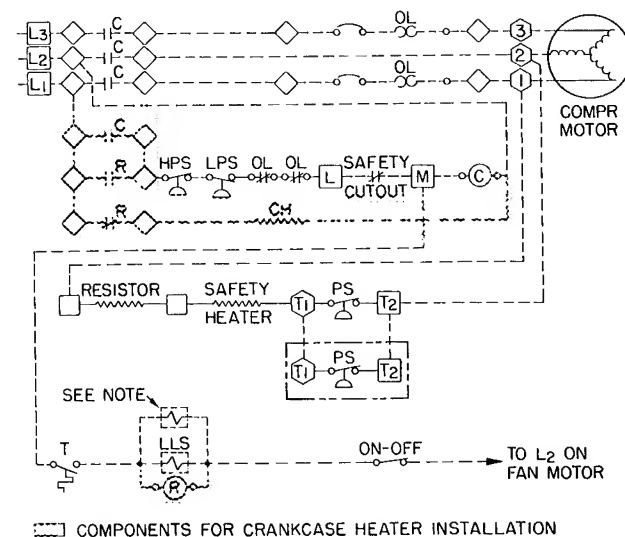 L3 C OL 3
L2 C 2
L1 OL 1
COMPR
MOTOR
C
R HPS LPS OL OL L SAFETY
CUTOUT M C
R CH
RESISTOR SAFETY
HEATER T1 PS T2
T1 PS T2
SEE NOTE
T LLS ON-OFF TO L2 ON
FAN MOTOR
R
COMPONENTS FOR CRANKCASE HEATER INSTALLATION